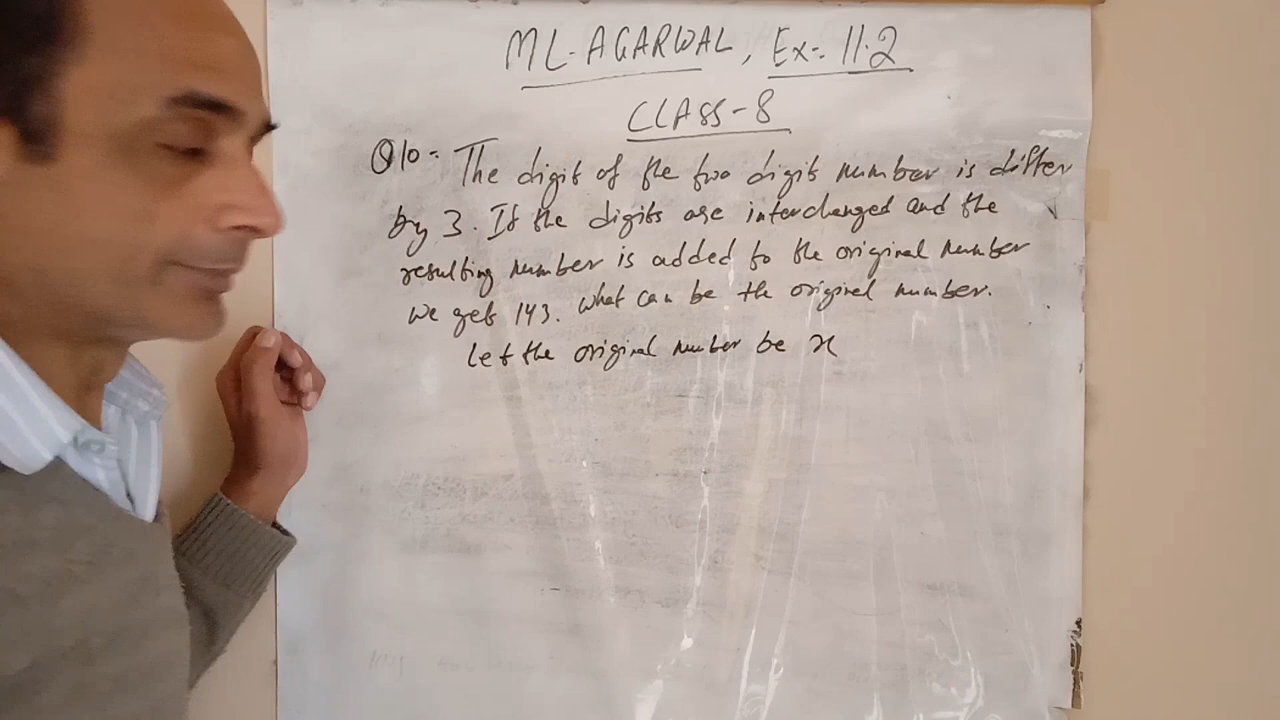 ML-AGARWAL, Ex-. 11.2
CLASS-8
Q10- The digit of the two digits number is differ
by 3. If the digits are interchanged and the
resulting number is added to the original number
we gets 143. What can be the original number.
let the original number be x